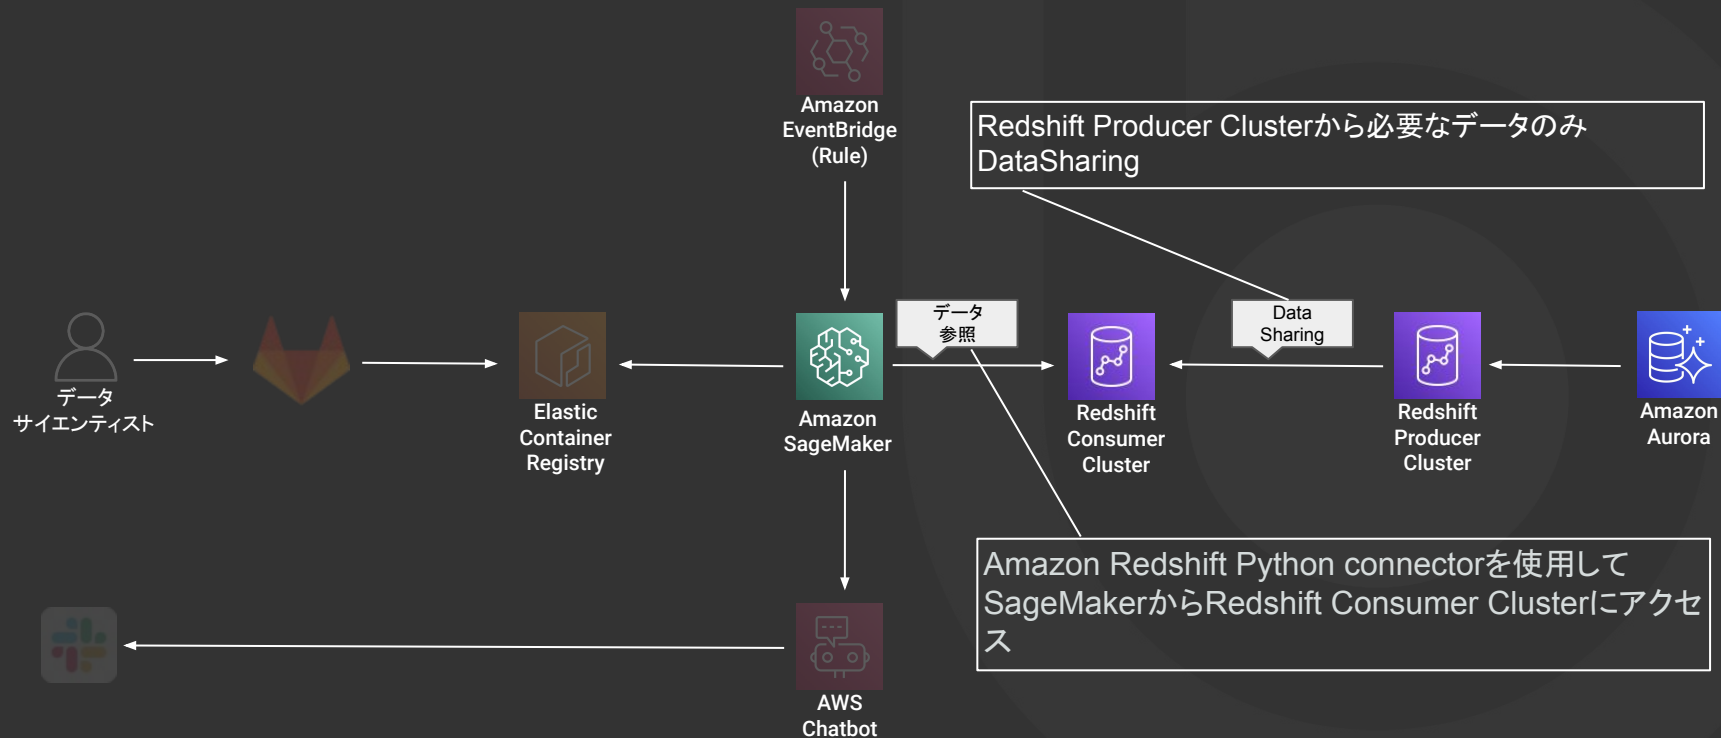 Amazon
EventBridge
(Rule)
Redshift Producer Clusterから必要なデータのみ
DataSharing
データ
サイエンティスト
Elastic
Container
Registry
Amazon
SageMaker
データ
参照
Redshift
Consumer
Cluster
Data
Sharing
Redshift
Producer
Cluster
Amazon
Aurora
Amazon Redshift Python connectorを使用して
SageMakerからRedshift Consumer Clusterにアクセ
ス
AWS
Chatbot